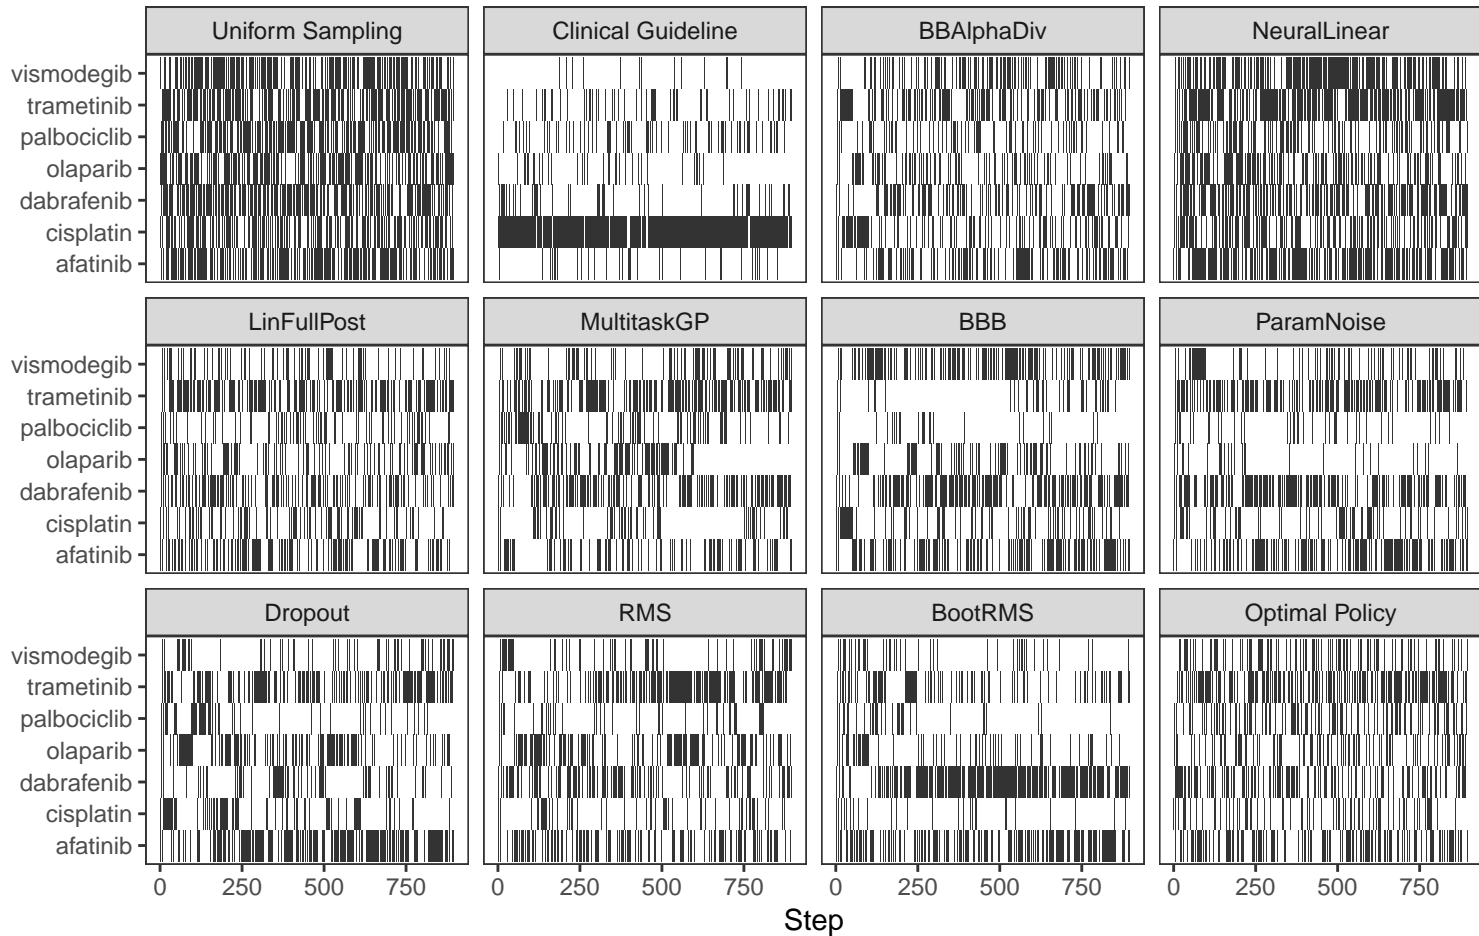 Uniform Sampling Clinical Guideline BBAlphaDiv NeuralLinear
vismodegib
trametinib
palbociclib
olaparib
dabrafenib
cisplatin
afatinib
LinFullPost MultitaskGP BBB ParamNoise
vismodegib
trametinib
palbociclib
olaparib
dabrafenib
cisplatin
afatinib
Dropout RMS BootRMS Optimal Policy
vismodegib
trametinib
palbociclib
olaparib
dabrafenib
cisplatin
afatinib
0 250 500 750 0 250 500 750 0 250 500 750 0 250 500 750
Step